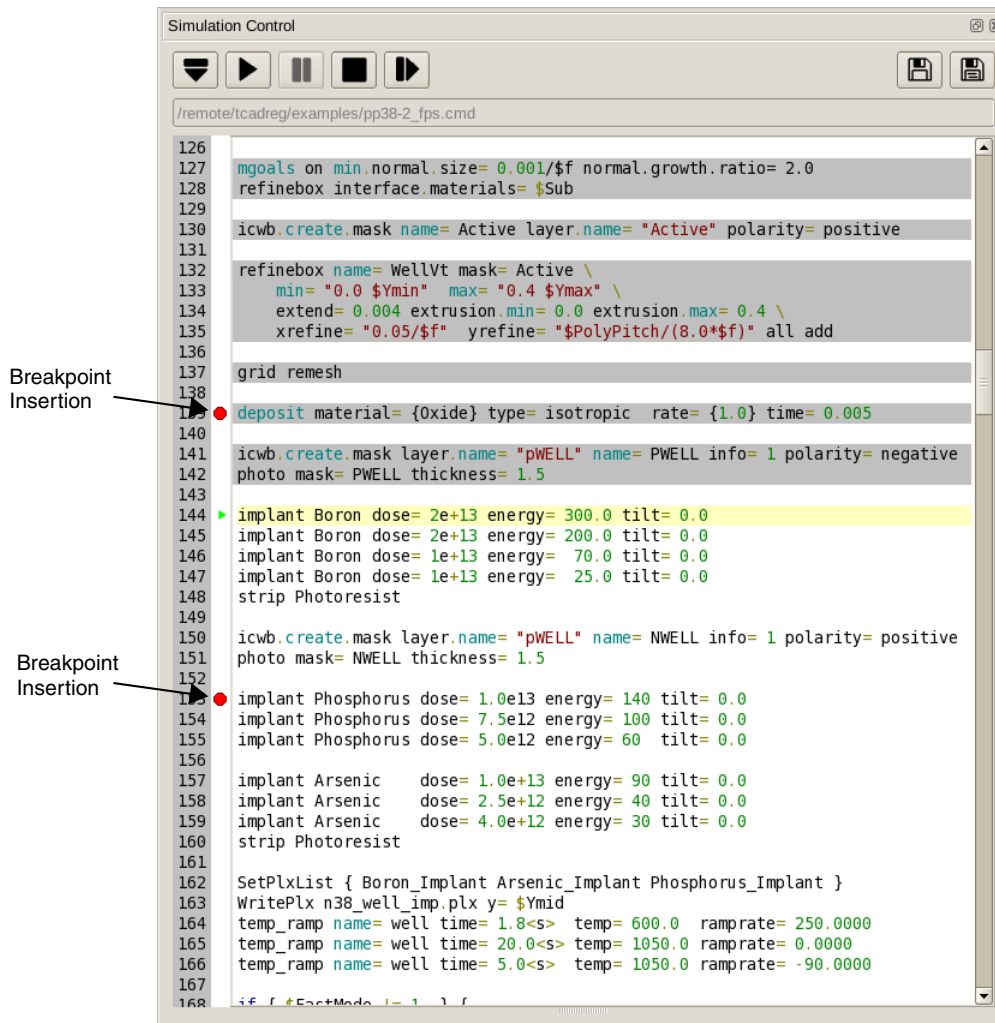 Simulation Control
/remote/tcadreg/examples/pp38-2_fps.cmd
126
127 mgoals on min.normal.size= 0.001/$f normal.growth.ratio= 2.0
128 refinebox interface.materials= $Sub
129
130 icwb.create.mask name= Active layer.name= "Active" polarity= positive
131
132 refinebox name= WellVt mask= Active \
133 min= "0.0 $Ymin" max= "0.4 $Ymax" \
134 extend= 0.004 extrusion.min= 0.0 extrusion.max= 0.4 \
135 xrefine= "0.05/$f" yrefine= "$PolyPitch/(8.0*$f)" all add
136
137 grid remesh
138
Breakpoint
Insertion
139 deposit material= {Oxide} type= isotropic rate= {1.0} time= 0.005
140
141 icwb.create.mask layer.name= "pWELL" name= PWELL info= 1 polarity= negative
142 photo mask= PWELL thickness= 1.5
143
144 implant Boron dose= 2e+13 energy= 300.0 tilt= 0.0
145 implant Boron dose= 2e+13 energy= 200.0 tilt= 0.0
146 implant Boron dose= 1e+13 energy= 70.0 tilt= 0.0
147 implant Boron dose= 1e+13 energy= 25.0 tilt= 0.0
148 strip Photoresist
149
150 icwb.create.mask layer.name= "pWELL" name= NWELL info= 1 polarity= positive
151 photo mask= NWELL thickness= 1.5
152
Breakpoint
Insertion
153 implant Phosphorus dose= 1.0e13 energy= 140 tilt= 0.0
154 implant Phosphorus dose= 7.5e12 energy= 100 tilt= 0.0
155 implant Phosphorus dose= 5.0e12 energy= 60 tilt= 0.0
156
157 implant Arsenic dose= 1.0e+13 energy= 90 tilt= 0.0
158 implant Arsenic dose= 2.5e+12 energy= 40 tilt= 0.0
159 implant Arsenic dose= 4.0e+12 energy= 30 tilt= 0.0
160 strip Photoresist
161
162 SetPlxList { Boron_Implant Arsenic_Implant Phosphorus_Implant }
163 WritePlx n38_well_imp.plx y= $Ymid
164 temp_ramp name= well time= 1.8<s> temp= 600.0 ramprate= 250.0000
165 temp_ramp name= well time= 20.0<s> temp= 1050.0 ramprate= 0.0000
166 temp_ramp name= well time= 5.0<s> temp= 1050.0 ramprate= -90.0000
167
168 if { $FastMode != 1 } {